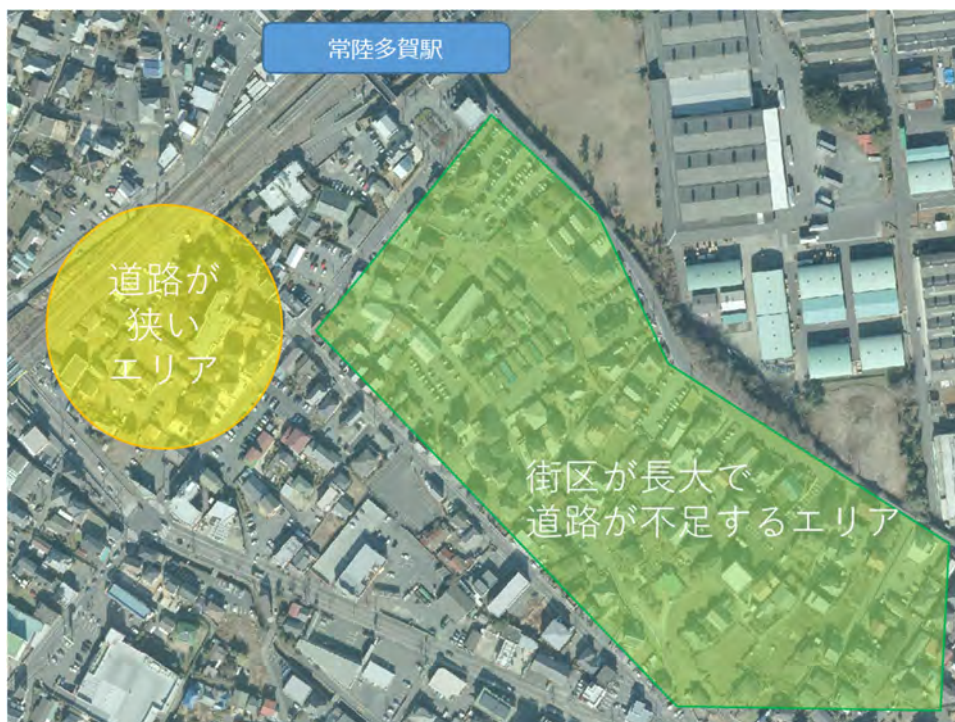 常陸多賀駅
道路が
狭い
エリア
街区が長大で
道路が不足するエリア